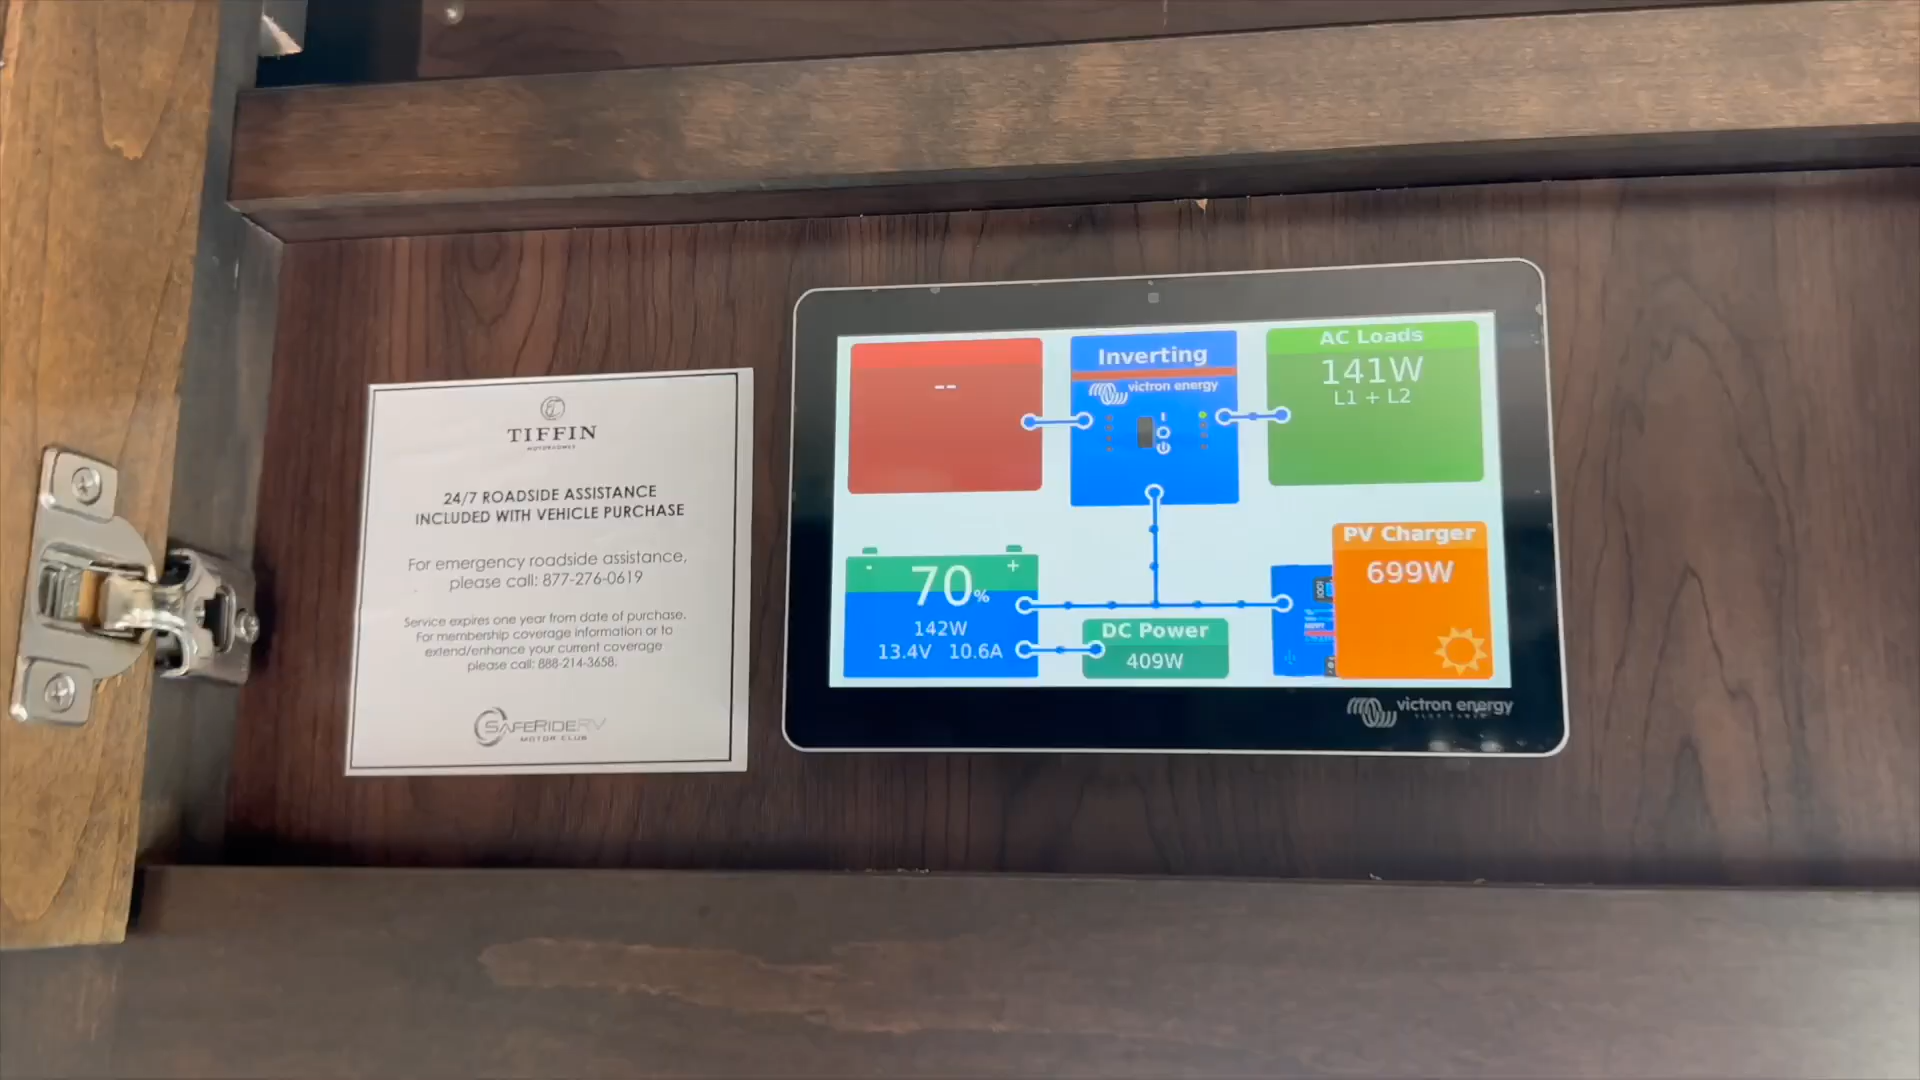 TIFFIN
MOTORHOMES
24/7 ROADSIDE ASSISTANCE
INCLUDED WITH VEHICLE PURCHASE
For emergency roadside assistance,
please call: 877-276-0619
Service expires one year from date of purchase.
For membership coverage information or to
extend/enhance your current coverage
please call: 888-214-3658.
SAFERIDERV
MOTOR CLUB
--
Inverting
victron energy
AC Loads
141W
L1 + L2
- +
70%
142W
13.4V 10.6A
DC Power
409W
PV Charger
699W
victron energy
BLUE POWER